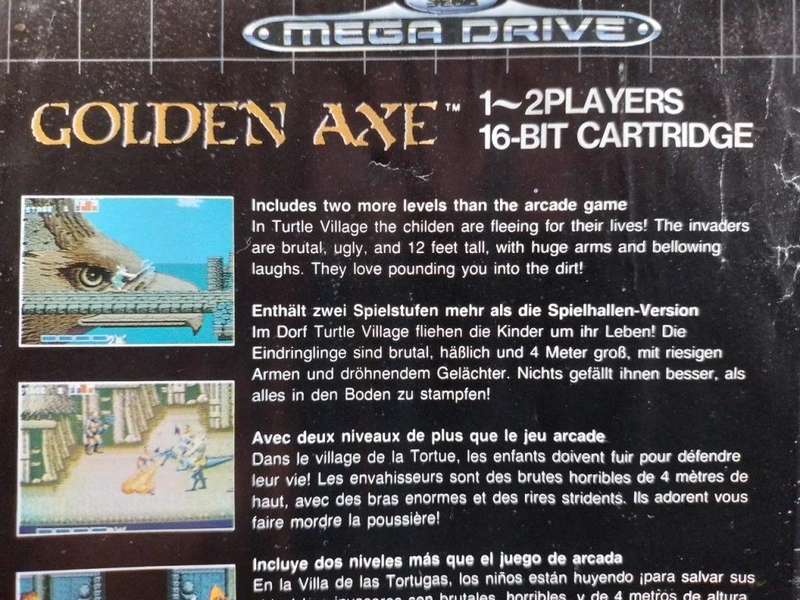 MEGA DRIVE
GOLDEN AXE™
1~2PLAYERS
16-BIT CARTRIDGE
Includes two more levels than the arcade game
In Turtle Village the childen are fleeing for their lives! The invaders
are brutal, ugly, and 12 feet tall, with huge arms and bellowing
laughs. They love pounding you into the dirt!
Enthält zwei Spielstufen mehr als die Spielhallen-Version
Im Dorf Turtle Village fliehen die Kinder um ihr Leben! Die
Eindringlinge sind brutal, häßlich und 4 Meter groß, mit riesigen
Armen und dröhnendem Gelächter. Nichts gefällt ihnen besser, als
alles in den Boden zu stampfen!
Avec deux niveaux de plus que le jeu arcade
Dans le village de la Tortue, les enfants doivent fuir pour défendre
leur vie! Les envahisseurs sont des brutes horribles de 4 mètres de
haut, avec des bras enormes et des rires stridents. Ils adorent vous
faire mordre la poussière!
Incluye dos niveles más que el juego de arcada
En la Villa de las Tortugas, los niños están huyendo ¡para salvar sus
son brutales, horribles, y de 4 metros de altura,